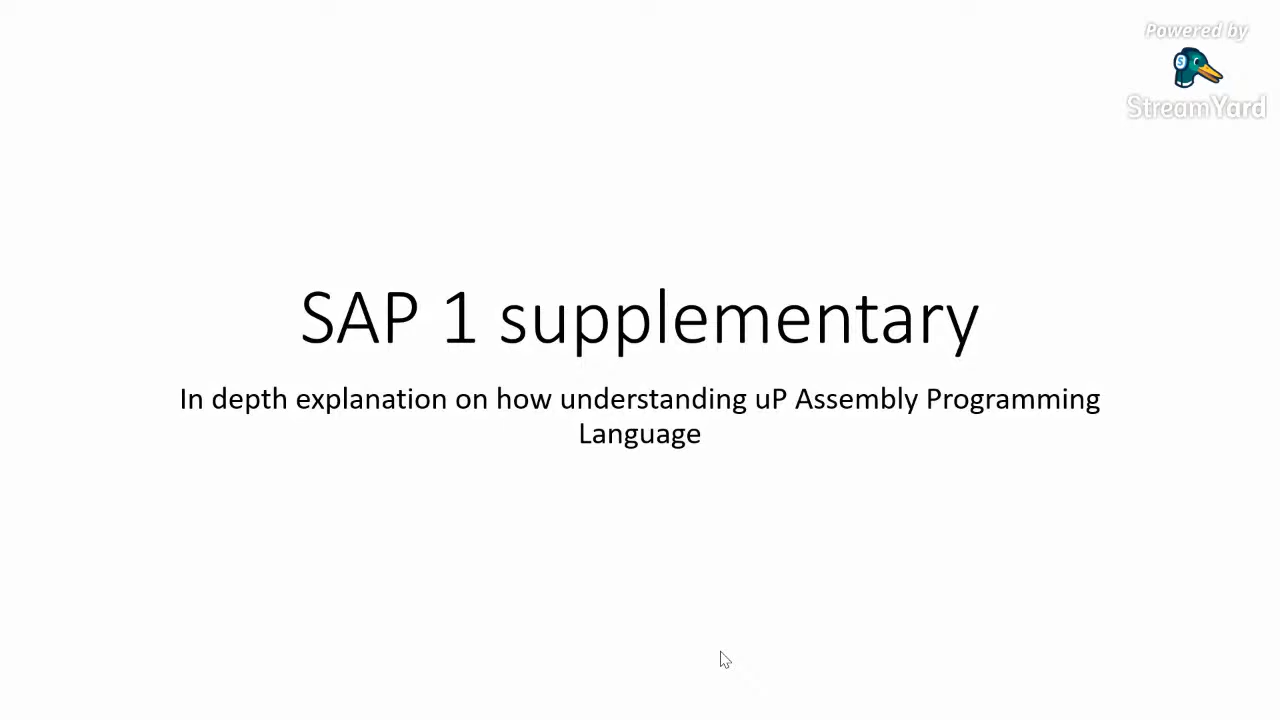 Powered by
StreamYard
SAP 1 supplementary
In depth explanation on how understanding uP Assembly Programming
Language